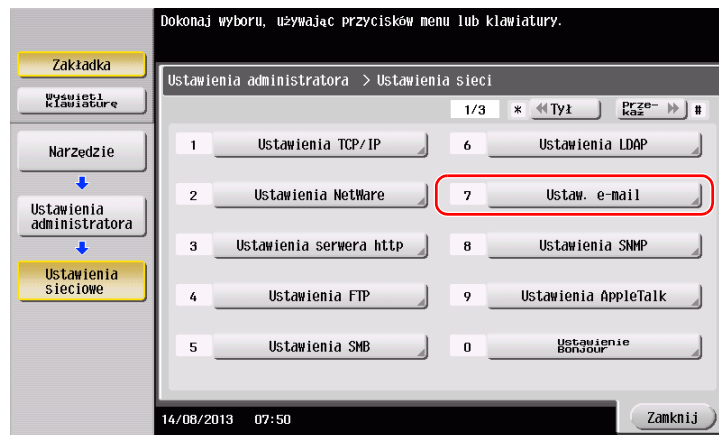 Dokonaj wyboru, używając przycisków menu lub klawiatury.
Zakładka
Wyświetl
klawiaturę
Narzędzie
Ustawienia
administratora
Ustawienia
sieciowe
Ustawienia administratora > Ustawienia sieci
1/3 * Tył Prze- #
każ
1 Ustawienia TCP/IP
2 Ustawienia NetWare
3 Ustawienia serwera http
4 Ustawienia FTP
5 Ustawienia SMB
6 Ustawienia LDAP
7 Ustaw. e-mail
8 Ustawienia SNMP
9 Ustawienia AppleTalk
0 Ustawienie
Bonjour
14/08/2013 07:50
Zamknij